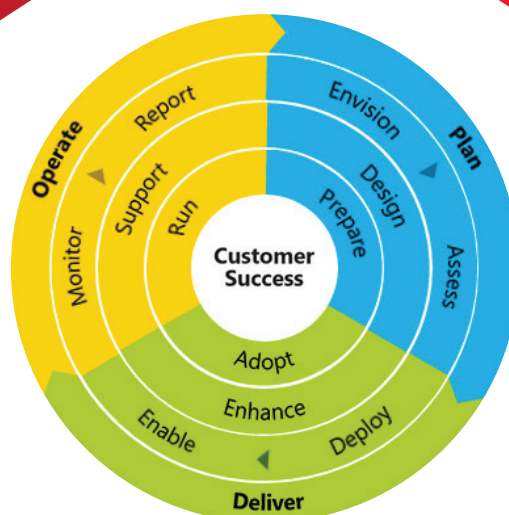 Operate
Report
Monitor
Support
Run
Plan
Envision
Assess
Design
Prepare
Customer
Success
Adopt
Enhance
Enable
Deploy
Deliver